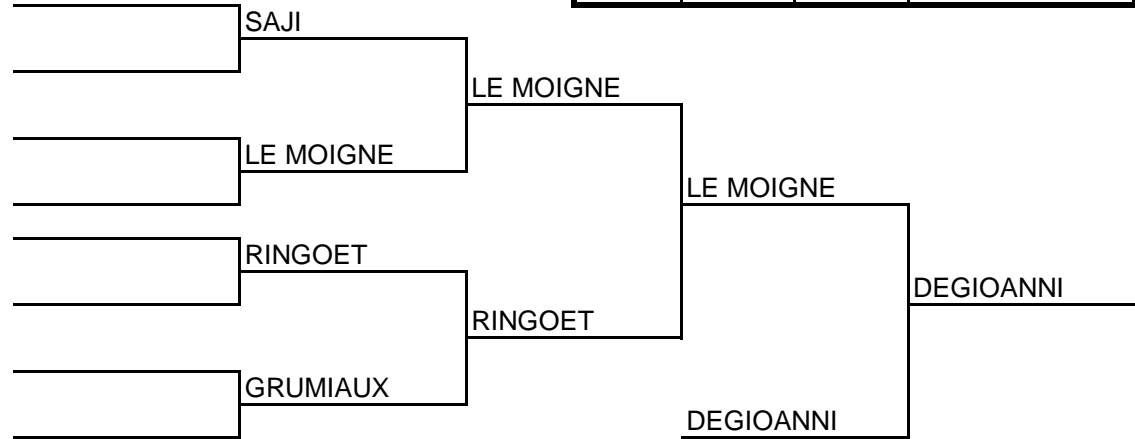 SAJI
LE MOIGNE
LE MOIGNE
LE MOIGNE
RINGOET
DEGIOANNI
RINGOET
GRUMIAUX
DEGIOANNI